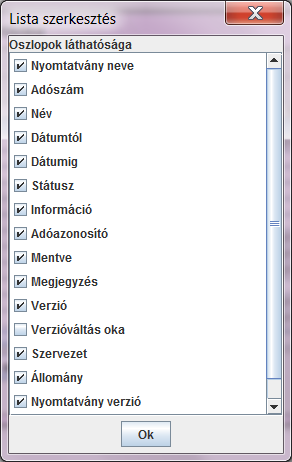 Lista szerkesztés
Oszlopok láthatósága
Nyomtatvány neve
Adószám
Név
Dátumtól
Dátumig
Státusz
Információ
Adóazonosító
Mentve
Megjegyzés
Verzió
Verzióváltás oka
Szervezet
Állomány
Nyomtatvány verzió
Ok